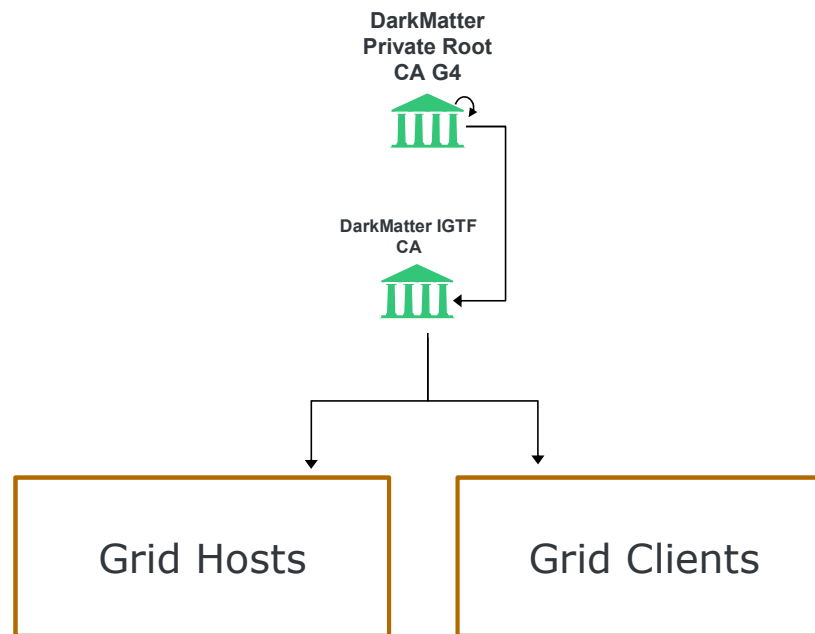 DarkMatter
Private Root
CA G4
DarkMatter IGTF
CA
Grid Hosts
Grid Clients